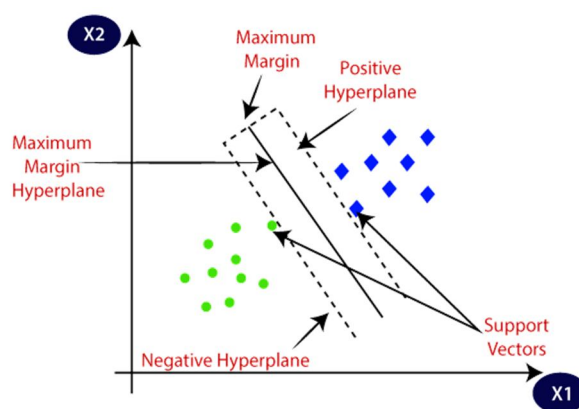 X2
Maximum
Margin
Positive
Hyperplane
Maximum
Margin
Hyperplane
Support
Vectors
Negative Hyperplane
X1